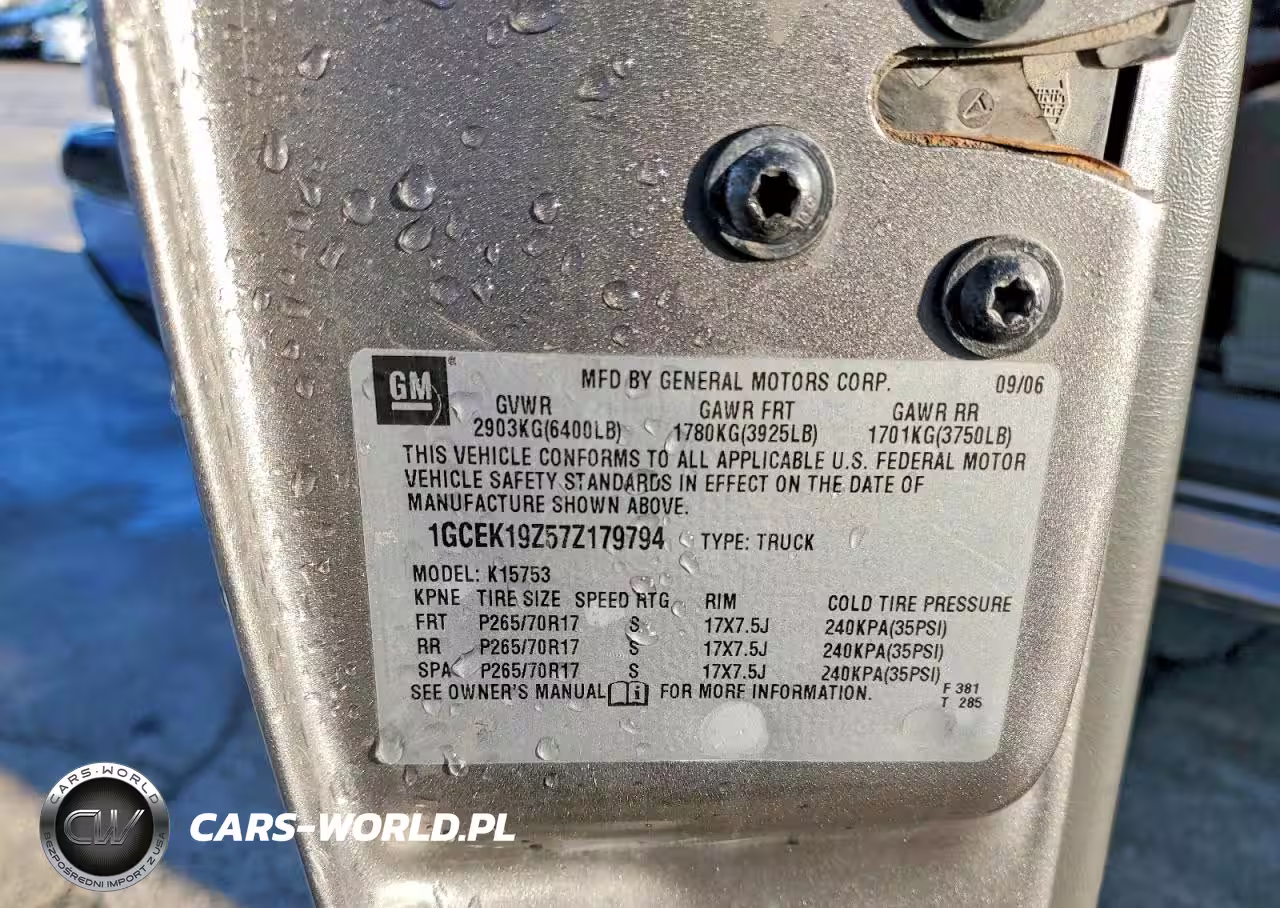 GM®
MFD BY GENERAL MOTORS CORP. 09/06
GVWR GAWR FRT GAWR RR
2903KG(6400LB) 1780KG(3925LB) 1701KG(3750LB)
THIS VEHICLE CONFORMS TO ALL APPLICABLE U.S. FEDERAL MOTOR
VEHICLE SAFETY STANDARDS IN EFFECT ON THE DATE OF
MANUFACTURE SHOWN ABOVE.
1GCEK19Z57Z179794 TYPE: TRUCK
MODEL: K15753
KPNE TIRE SIZE SPEED RTG RIM COLD TIRE PRESSURE
FRT P265/70R17 S 17X7.5J 240KPA(35PSI)
RR P265/70R17 S 17X7.5J 240KPA(35PSI)
SPA P265/70R17 S 17X7.5J 240KPA(35PSI)
SEE OWNER'S MANUAL FOR MORE INFORMATION. F 381
T 285
CARS-WORLD
CW
BEZPOŚREDNI IMPORT Z USA
CARS-WORLD.PL